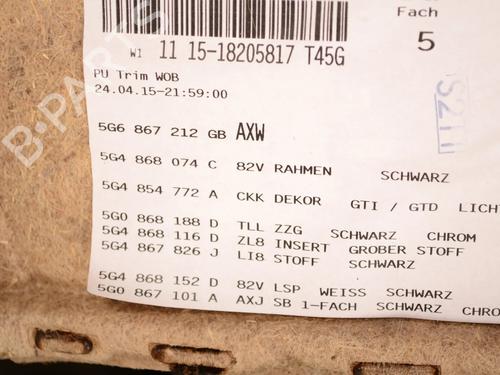 Fach
5
W1 11 15-18205817 T45G
PU Trim WOB
24.04.15-21:59:00
5G6 867 212 GB AXW
5G4 868 074 C 82V RAHMEN SCHWARZ
5G4 854 772 A CKK DEKOR GTI / GTD LICHT
5G0 868 188 D TLL ZZG SCHWARZ CHROM
5G4 868 116 D ZL8 INSERT GROBER STOFF
5G4 867 826 J LI8 STOFF SCHWARZ
5G4 868 152 D 82V LSP WEISS SCHWARZ
5G0 867 101 A AXJ SB 1-FACH SCHWARZ CHRO
B-PARTS